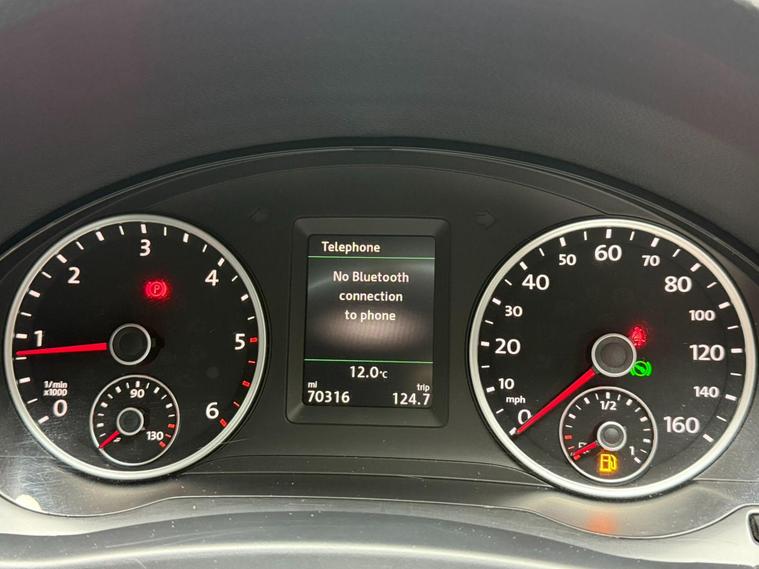 Telephone
No Bluetooth
connection
to phone
12.0°C
mi
trip
70316
124.7
0
1
2
3
4
5
6
1/min
x1000
90
130
P
0
10
20
30
40
50
60
70
80
100
120
140
160
mph
1/2
1